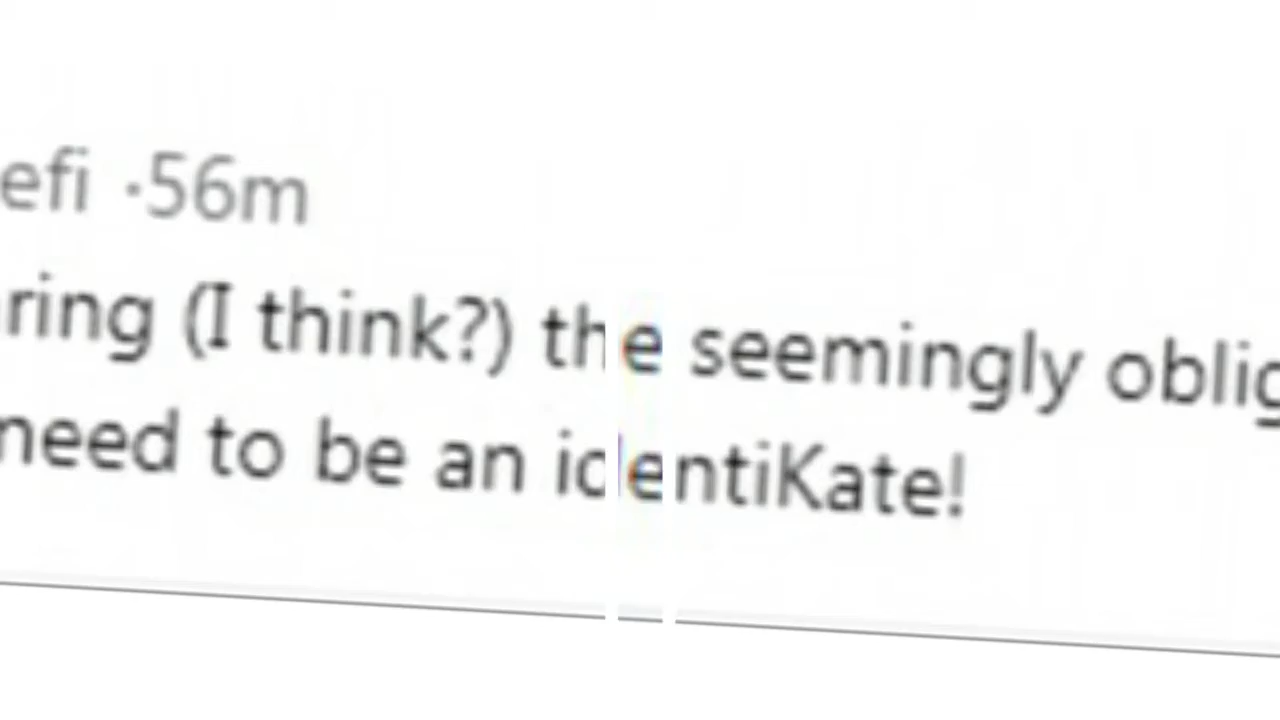 efi ·56m
ring (I think?) the seemingly oblig
need to be an identiKate!